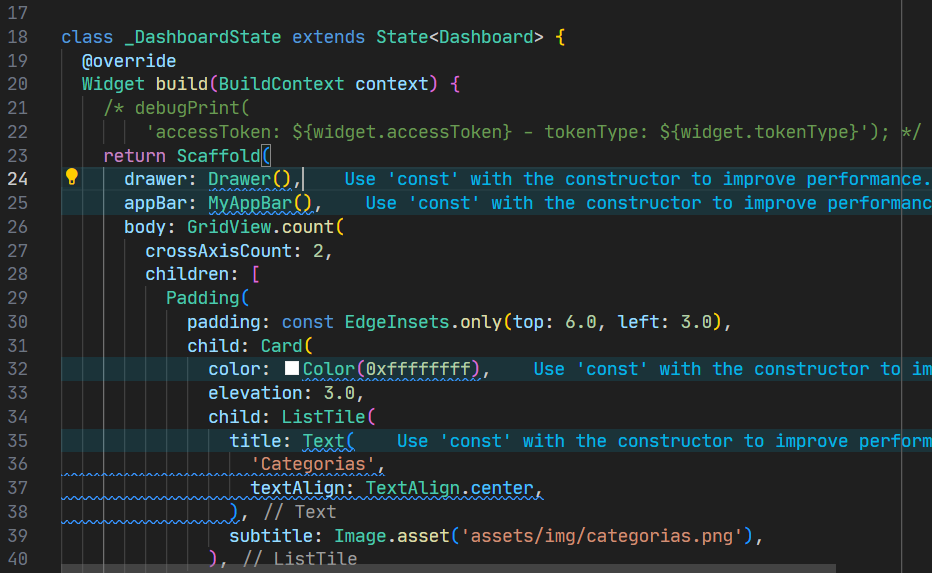 17
18 class _DashboardState extends State<Dashboard> {
19 @override
20 Widget build(BuildContext context) {
21 /* debugPrint(
22 'accessToken: ${widget.accessToken} - tokenType: ${widget.tokenType}'); */
23 return Scaffold(
24 drawer: Drawer(), Use 'const' with the constructor to improve performance.
25 appBar: MyAppBar(), Use 'const' with the constructor to improve performanc
26 body: GridView.count(
27 crossAxisCount: 2,
28 children: [
29 Padding(
30 padding: const EdgeInsets.only(top: 6.0, left: 3.0),
31 child: Card(
32 color: Color(0xffffffff), Use 'const' with the constructor to im
33 elevation: 3.0,
34 child: ListTile(
35 title: Text( Use 'const' with the constructor to improve perform
36 'Categorias',
37 textAlign: TextAlign.center,
38 ), // Text
39 subtitle: Image.asset('assets/img/categorias.png'),
40 ), // ListTile